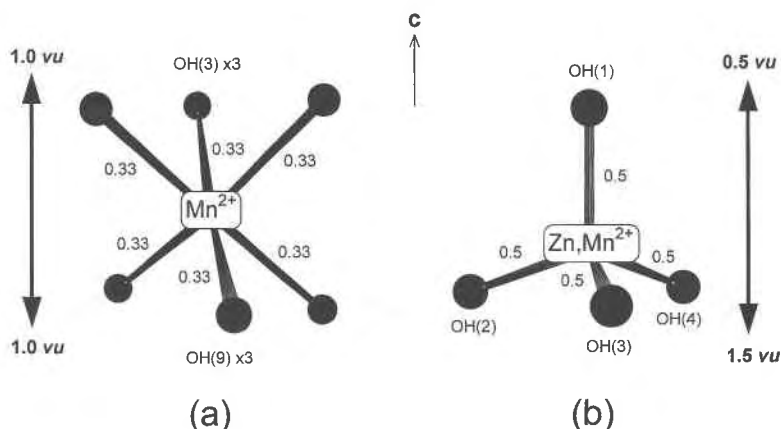 1.0 vu
OH(3) x3
0.33
0.33
0.33
Mn2+
0.33
0.33
0.33
1.0 vu
OH(9) x3
(a)
c
OH(1)
0.5 vu
0.5
Zn,Mn2+
0.5
0.5
0.5
OH(2)
OH(3)
OH(4)
1.5 vu
(b)